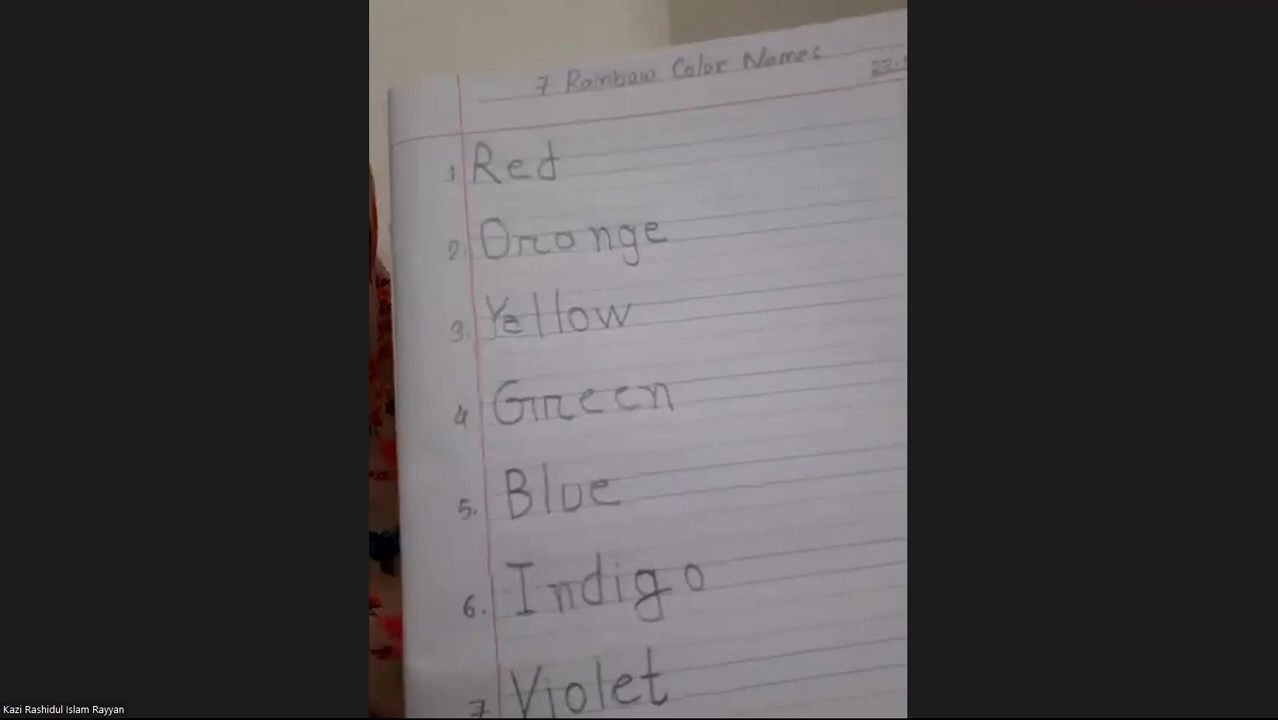 7 Rainbow Color Names
23.
1. Red
2. Orange
3. Yellow
4 Green
5. Blue
6. Indigo
7 Violet
Kazi Rashidul Islam Rayyan